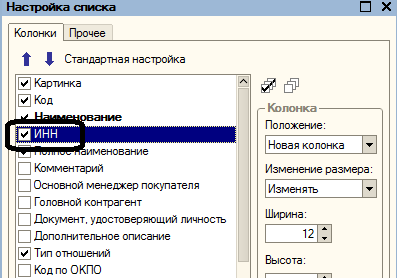 Настройка списка
Колонки Прочее
Стандартная настройка
Картинка
Код
Наименование
ИНН
Полное наименование
Комментарий
Основной менеджер покупателя
Головной контрагент
Документ, удостоверяющий личность
Дополнительное описание
Тип отношений
Код по ОКПО
Колонка
Положение:
Новая колонка
Изменение размера:
Изменять
Ширина:
12
Высота: